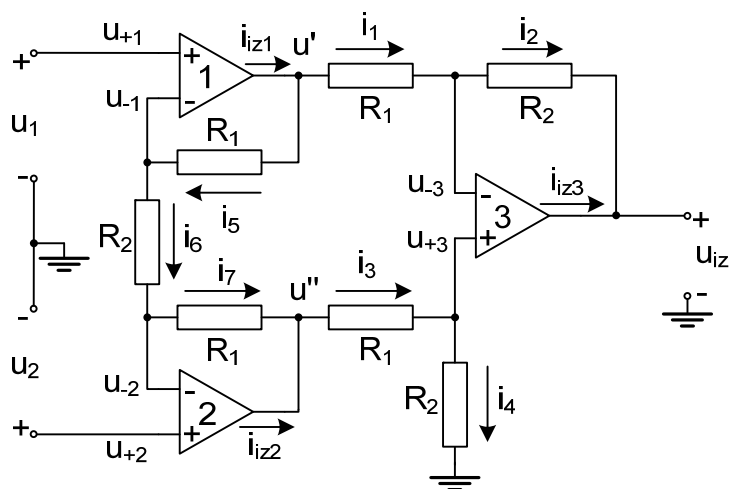 u+1 + 1 - iiz1 u' i1 i2
+ u-1 R1 R2
u1 R1
- i5 u-3 - 3 iiz3 +
R2 i6 u+3 + uiz
i7 u'' i3 -
- R1 R1
u2 u-2 - 2 R2 i4
+ u+2 + iiz2